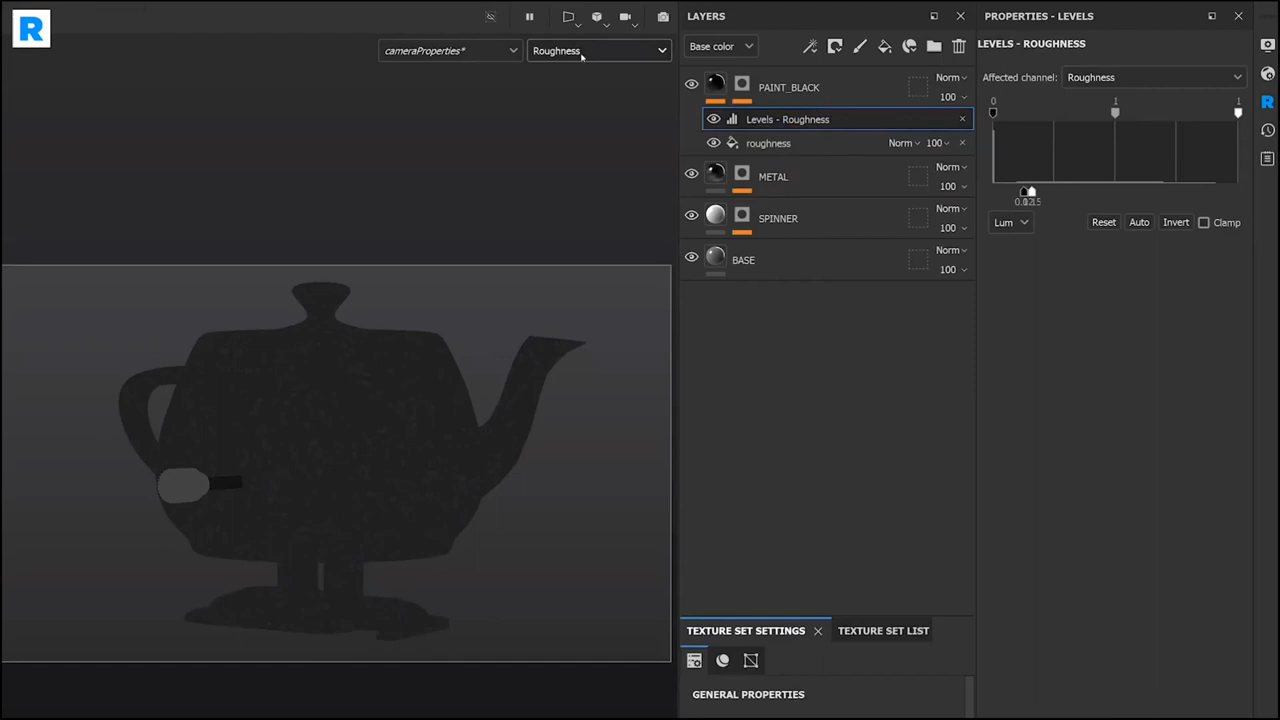 R
LAYERS
PROPERTIES - LEVELS
cameraProperties*
Roughness
Base color
LEVELS - ROUGHNESS
Affected channel: Roughness
PAINT_BLACK
Norm
100
0
1
1
Levels - Roughness
roughness
Norm
100
METAL
Norm
100
Lum
Reset
Auto
Invert
Clamp
SPINNER
Norm
100
BASE
Norm
100
TEXTURE SET SETTINGS
TEXTURE SET LIST
GENERAL PROPERTIES